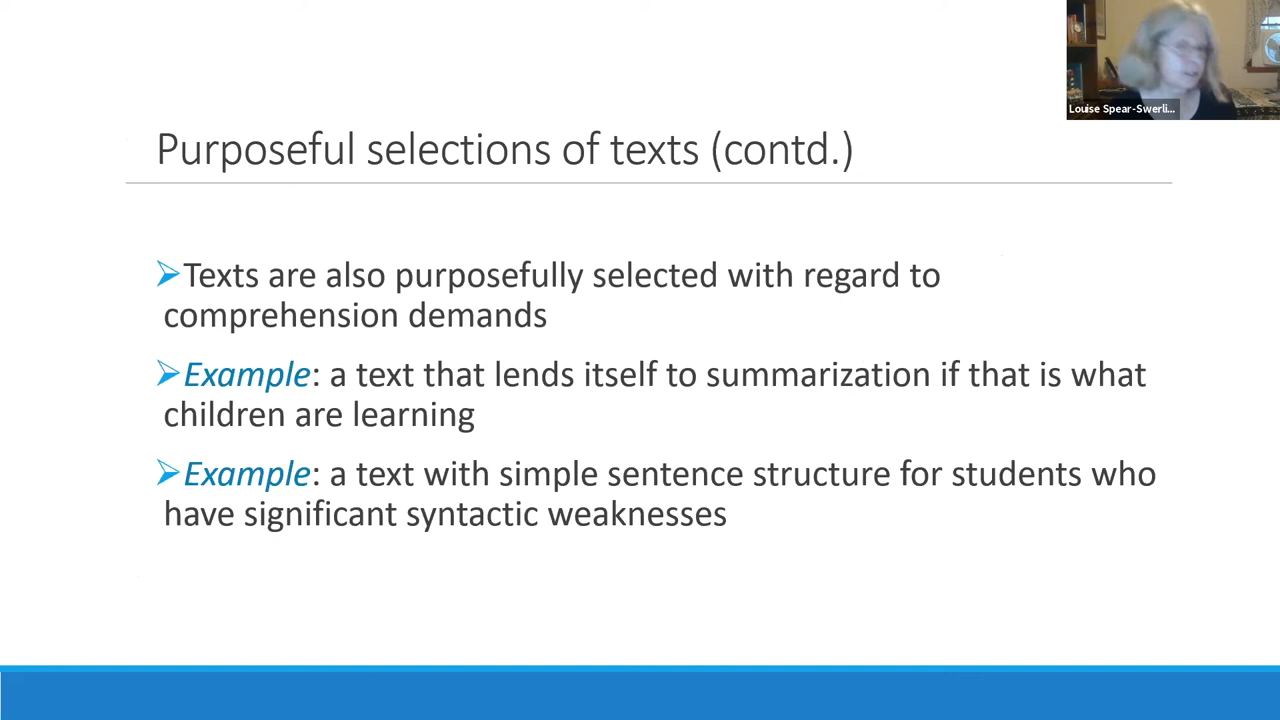 Louise Spear-Swerli...
Purposeful selections of texts (contd.)
➤Texts are also purposefully selected with regard to
comprehension demands
➤Example: a text that lends itself to summarization if that is what
children are learning
➤Example: a text with simple sentence structure for students who
have significant syntactic weaknesses